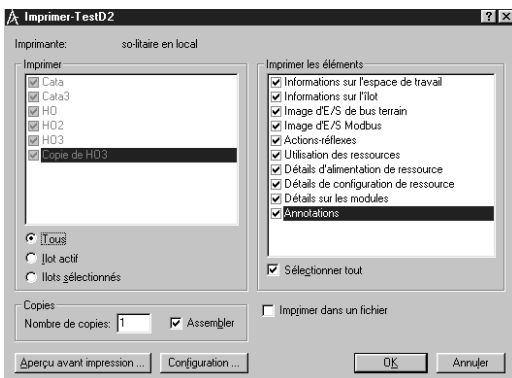 Imprimer-TestD2
Imprimante: so-litaire en local
Imprimer
Cata
Cata3
HO
HO2
HO3
Copie de HO3
Tous
Ilot actif
Ilots sélectionnés
Imprimer les éléments
Informations sur l'espace de travail
Informations sur l'îlot
Image d'E/S de bus terrain
Image d'E/S Modbus
Actions-réflexes
Utilisation des ressources
Détails d'alimentation de ressource
Détails de configuration de ressource
Détails sur les modules
Annotations
Sélectionner tout
Copies
Nombre de copies: 1
Assembler
Imprimer dans un fichier
Aperçu avant impression ...
Configuration ...
OK
Annuler